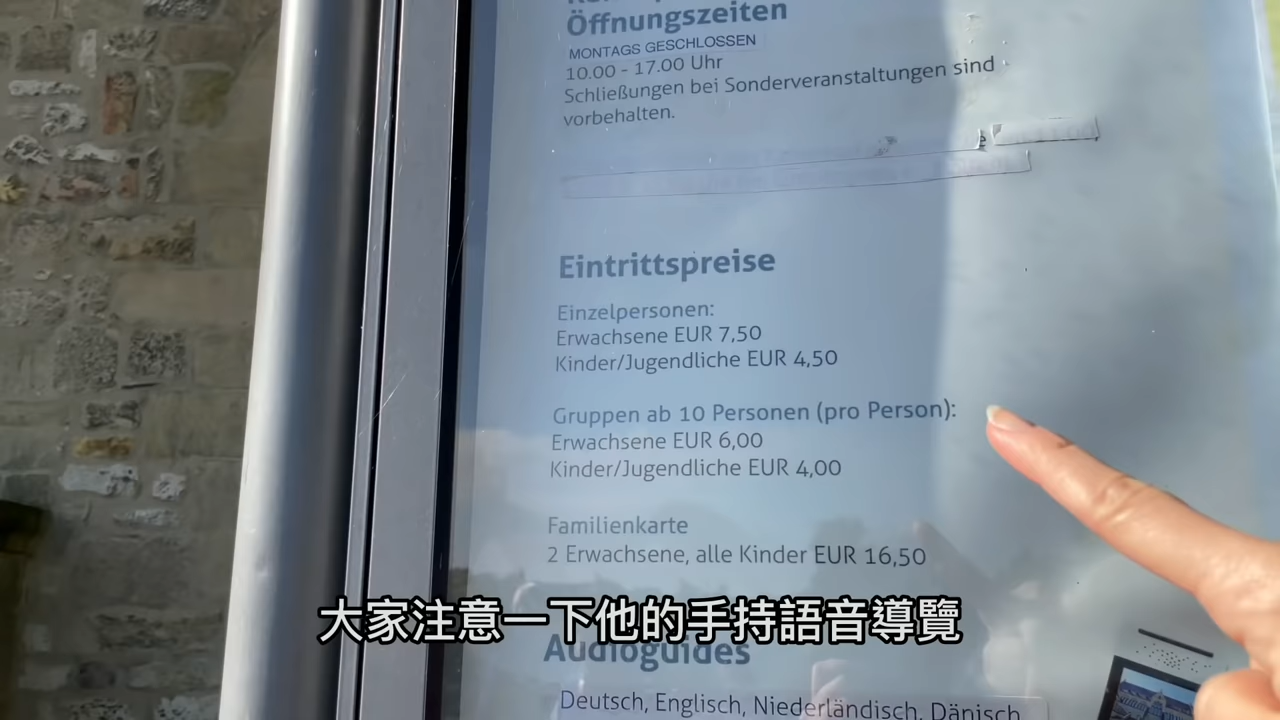 Öffnungszeiten
MONTAGS GESCHLOSSEN
10.00 - 17.00 Uhr
Schließungen bei Sonderveranstaltungen sind
vorbehalten.
Eintrittspreise
Einzelpersonen:
Erwachsene EUR 7,50
Kinder/Jugendliche EUR 4,50
Gruppen ab 10 Personen (pro Person):
Erwachsene EUR 6,00
Kinder/Jugendliche EUR 4,00
Familienkarte
2 Erwachsene, alle Kinder EUR 16,50
大家注意一下他的手持語音導覽
Audioguides
Deutsch, Englisch, Niederländisch, Dänisch